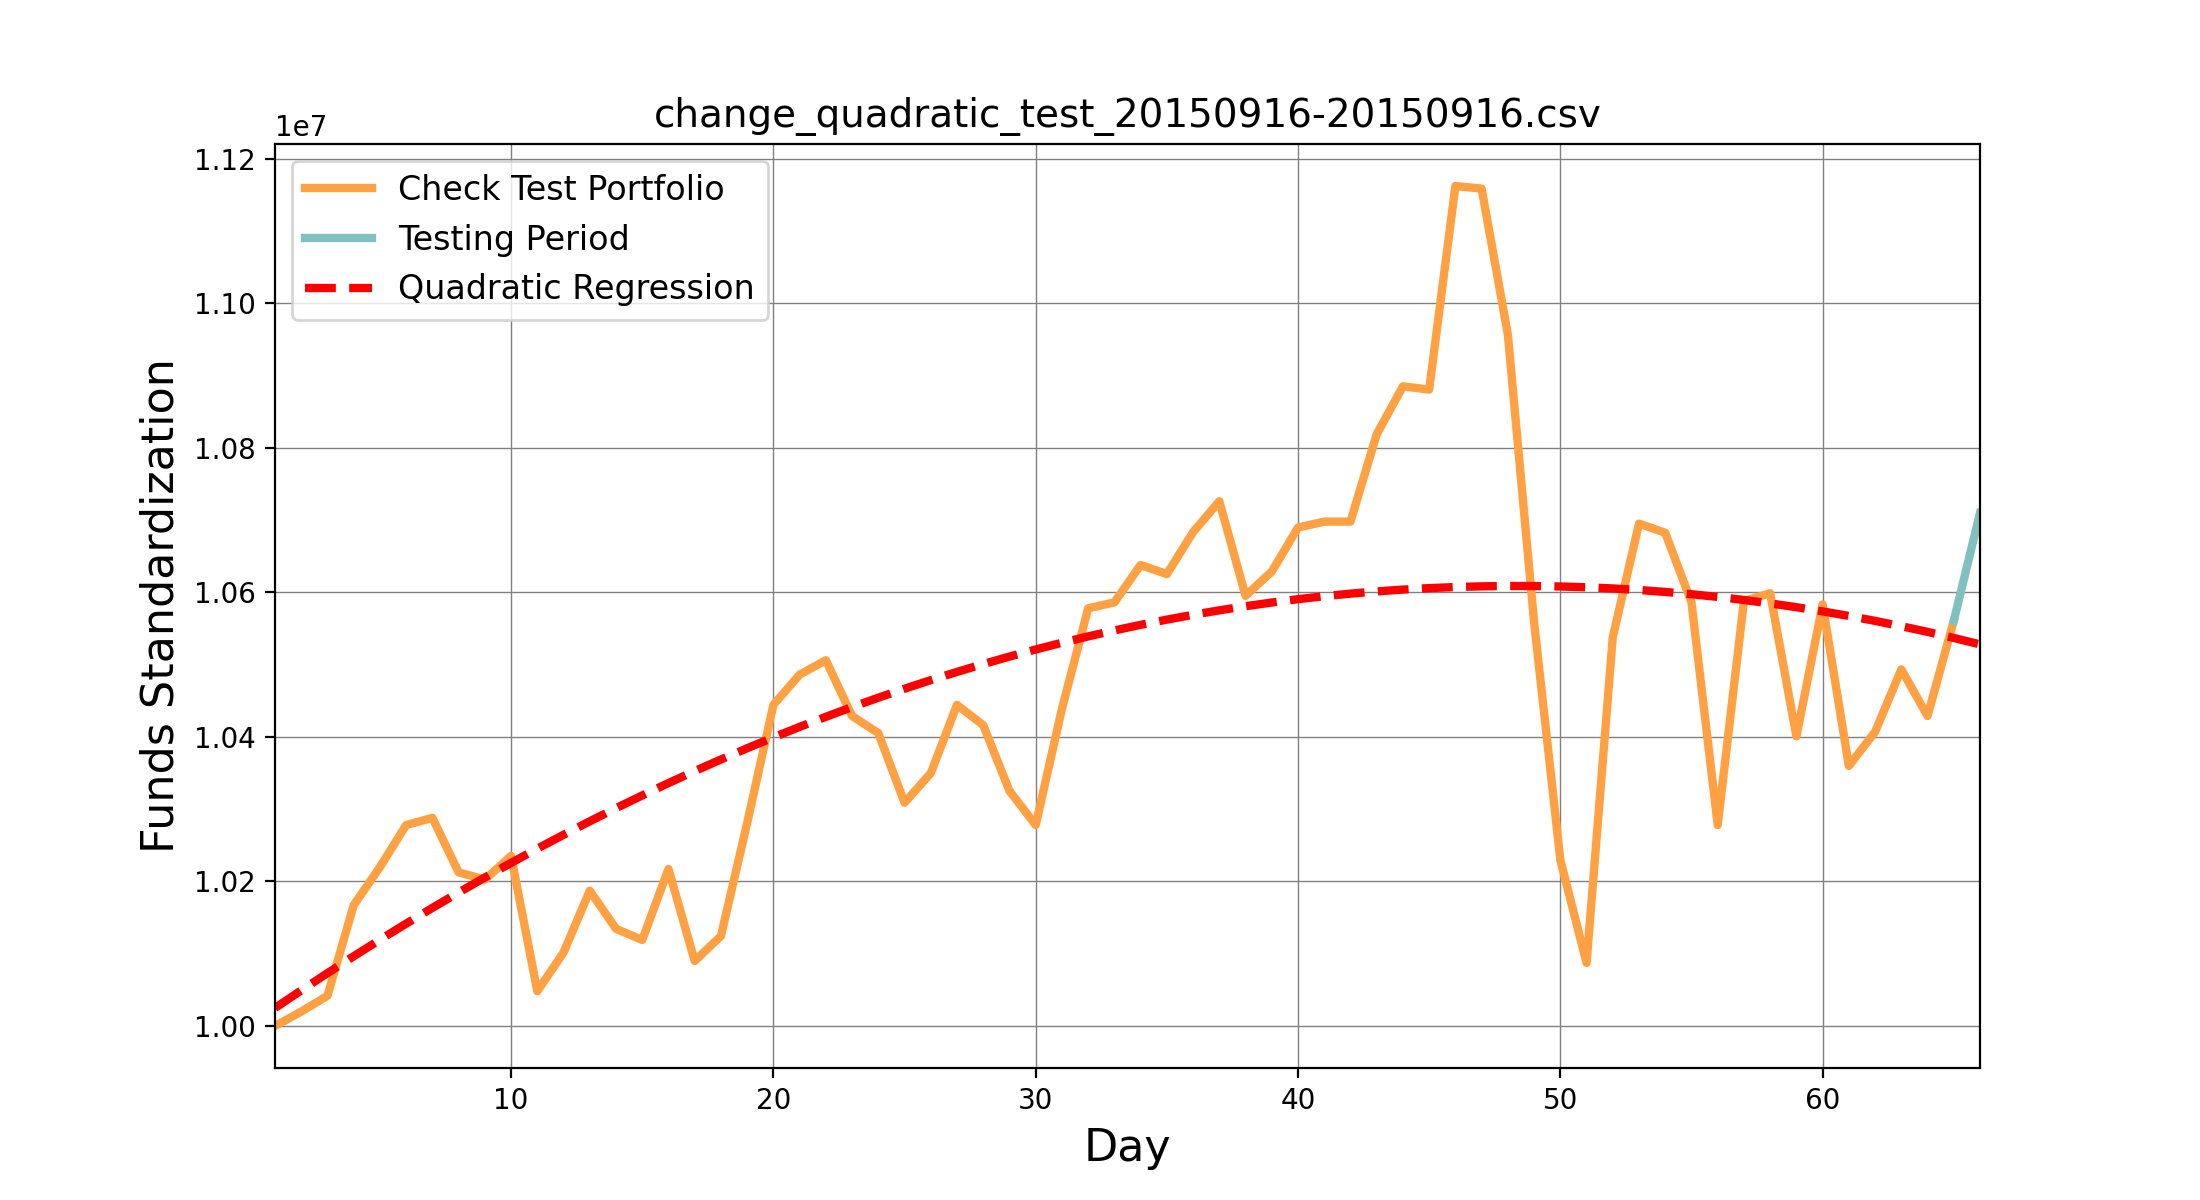 change_quadratic_test_20150916-20150916.csv
1e7
1.12
1.10
1.08
1.06
1.04
1.02
1.00
Funds Standardization
Check Test Portfolio
Testing Period
Quadratic Regression
10 20 30 40 50 60
Day